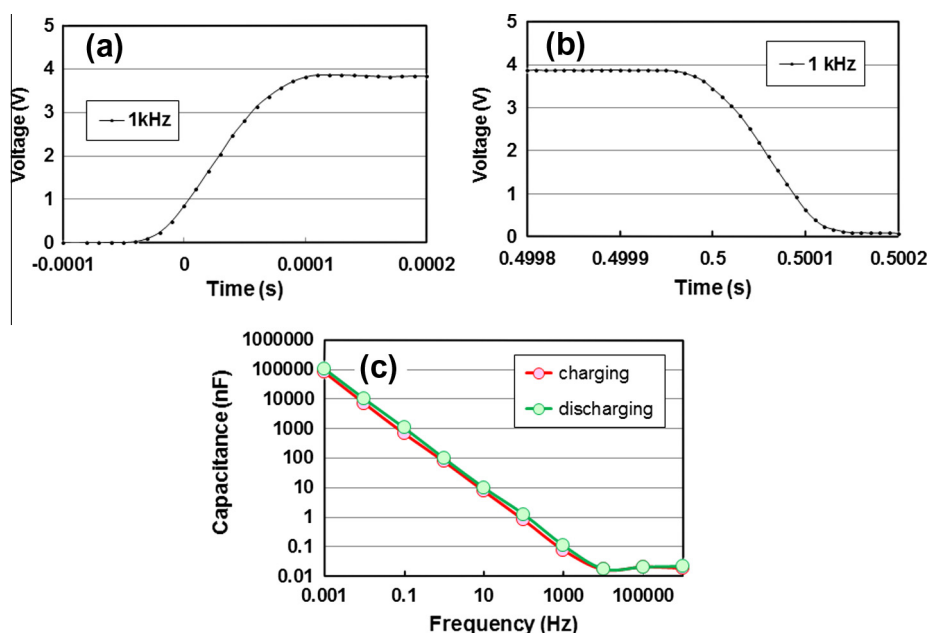 (a)
Voltage (V)
5
4
3
2
1
0
1kHz
-0.0001
0
0.0001
0.0002
Time (s)
(b)
Voltage (V)
5
4
3
2
1
0
1 kHz
0.4998
0.4999
0.5
0.5001
0.5002
Time (s)
(c)
Capacitance (nF)
1000000
100000
10000
1000
100
10
1
0.1
0.01
charging
discharging
0.001
0.1
10
1000
100000
Frequency (Hz)